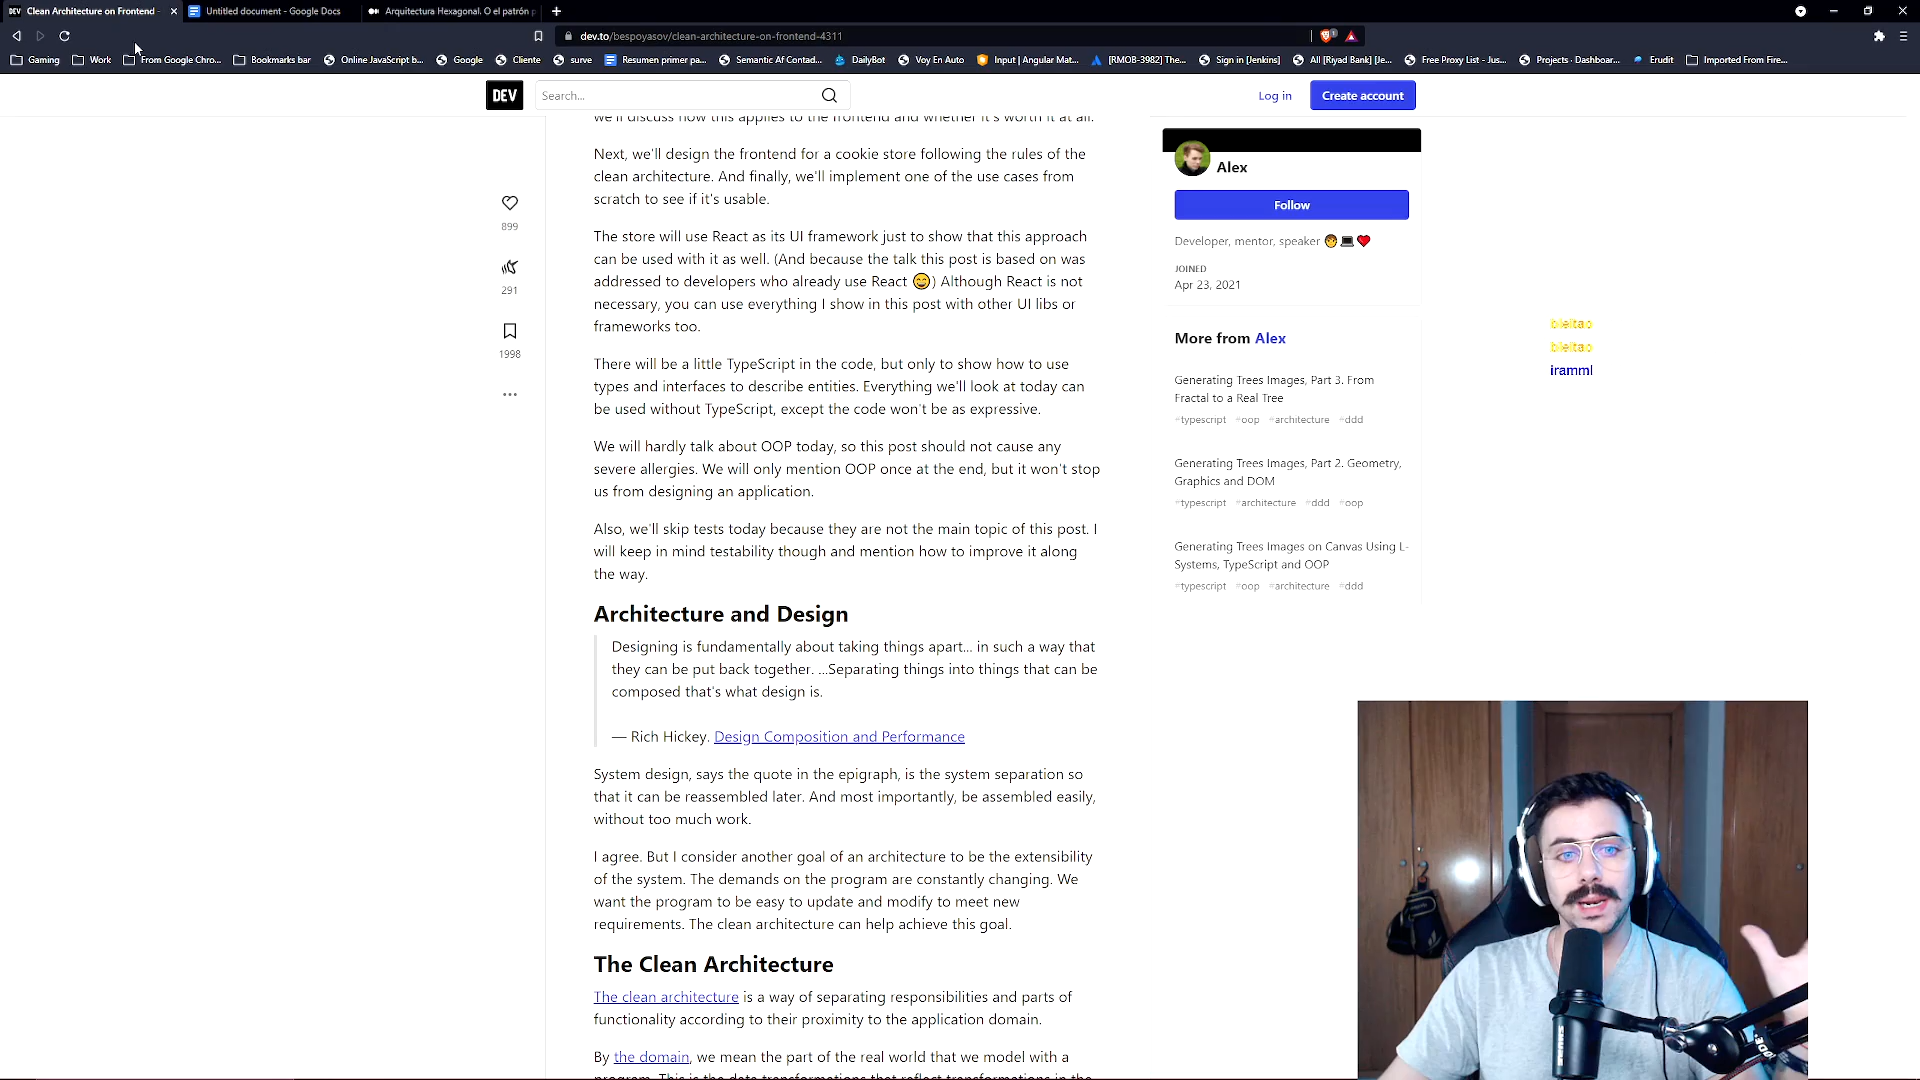 DEV Clean Architecture on Frontend -
Untitled document - Google Docs
Arquitectura Hexagonal. O el patrón p
dev.to/bespoyasov/clean-architecture-on-frontend-4311
Gaming
Work
From Google Chro...
Bookmarks bar
Online JavaScript b...
Google
Cliente
surve
Resumen primer pa...
Semantic Af Contad...
DailyBot
Voy En Auto
Input | Angular Mat...
[RMOB-3982] [The...
Sign in [Jenkins]
All [Riyad Bank] [Je...
Free Proxy List - Jus...
Projects · Dashboar...
Erudit
Imported From Fire...
DEV
Search...
Log in
Create account
we'll discuss how this applies to the frontend and whether it's worth it at all.
Next, we'll design the frontend for a cookie store following the rules of the
clean architecture. And finally, we'll implement one of the use cases from
scratch to see if it's usable.
The store will use React as its UI framework just to show that this approach
can be used with it as well. (And because the talk this post is based on was
addressed to developers who already use React 😄) Although React is not
necessary, you can use everything I show in this post with other UI libs or
frameworks too.
There will be a little TypeScript in the code, but only to show how to use
types and interfaces to describe entities. Everything we'll look at today can
be used without TypeScript, except the code won't be as expressive.
We will hardly talk about OOP today, so this post should not cause any
severe allergies. We will only mention OOP once at the end, but it won't stop
us from designing an application.
Also, we'll skip tests today because they are not the main topic of this post. I
will keep in mind testability though and mention how to improve it along
the way.
Architecture and Design
Designing is fundamentally about taking things apart... in such a way that
they can be put back together. ...Separating things into things that can be
composed that's what design is.
— Rich Hickey. Design Composition and Performance
System design, says the quote in the epigraph, is the system separation so
that it can be reassembled later. And most importantly, be assembled easily,
without too much work.
I agree. But I consider another goal of an architecture to be the extensibility
of the system. The demands on the program are constantly changing. We
want the program to be easy to update and modify to meet new
requirements. The clean architecture can help achieve this goal.
The Clean Architecture
The clean architecture is a way of separating responsibilities and parts of
functionality according to their proximity to the application domain.
By the domain, we mean the part of the real world that we model with a
program. This is the data transformations that reflect transformations in the
899
291
1998
Alex
Follow
Developer, mentor, speaker 🧑💻❤️
JOINED
Apr 23, 2021
More from Alex
Generating Trees Images, Part 3. From
Fractal to a Real Tree
#typescript #oop #architecture #ddd
Generating Trees Images, Part 2. Geometry,
Graphics and DOM
#typescript #architecture #ddd #oop
Generating Trees Images on Canvas Using L-
Systems, TypeScript and OOP
#typescript #oop #architecture #ddd
bleitao
bleitao
iramml